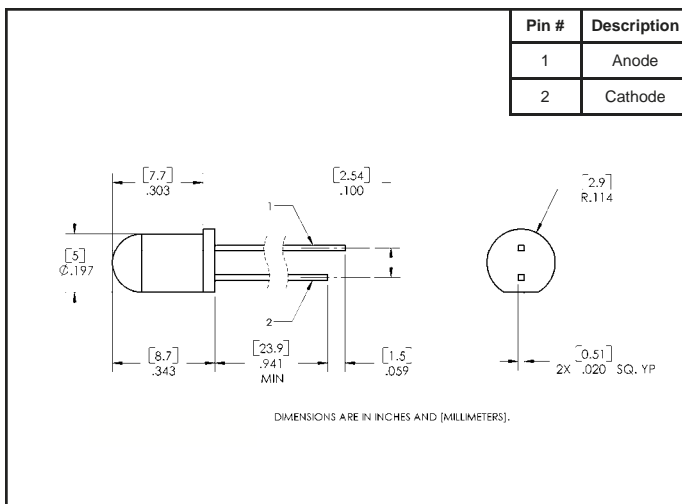 Pin # Description
1 Anode
2 Cathode
[7.7]
.303
[2.54]
.100
[2.9]
R.114
1
[5]
Ø.197
2
[8.7]
.343
[23.9]
.941
MIN
[1.5]
.059
[0.51]
2X .020 SQ. YP
DIMENSIONS ARE IN INCHES AND [MILLIMETERS].